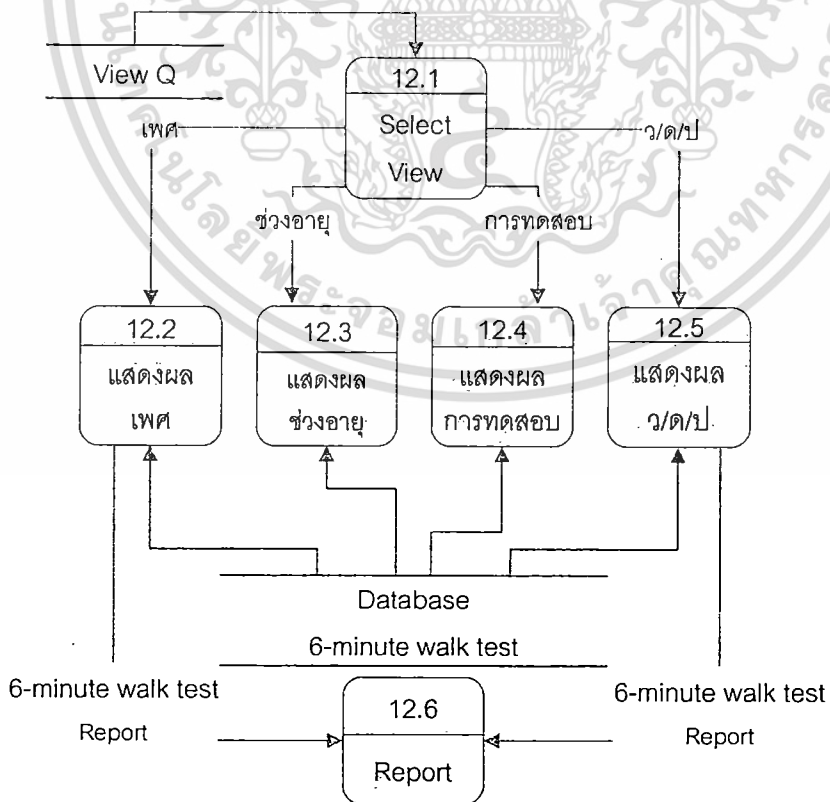 View Q
12.1
Select
View
เพศ
ว/ด/ป
ช่วงอายุ
การทดสอบ
12.2
แสดงผล
เพศ
12.3
แสดงผล
ช่วงอายุ
12.4
แสดงผล
การทดสอบ
12.5
แสดงผล
ว/ด/ป
Database
6-minute walk test
6-minute walk test
Report
12.6
Report
6-minute walk test
Report